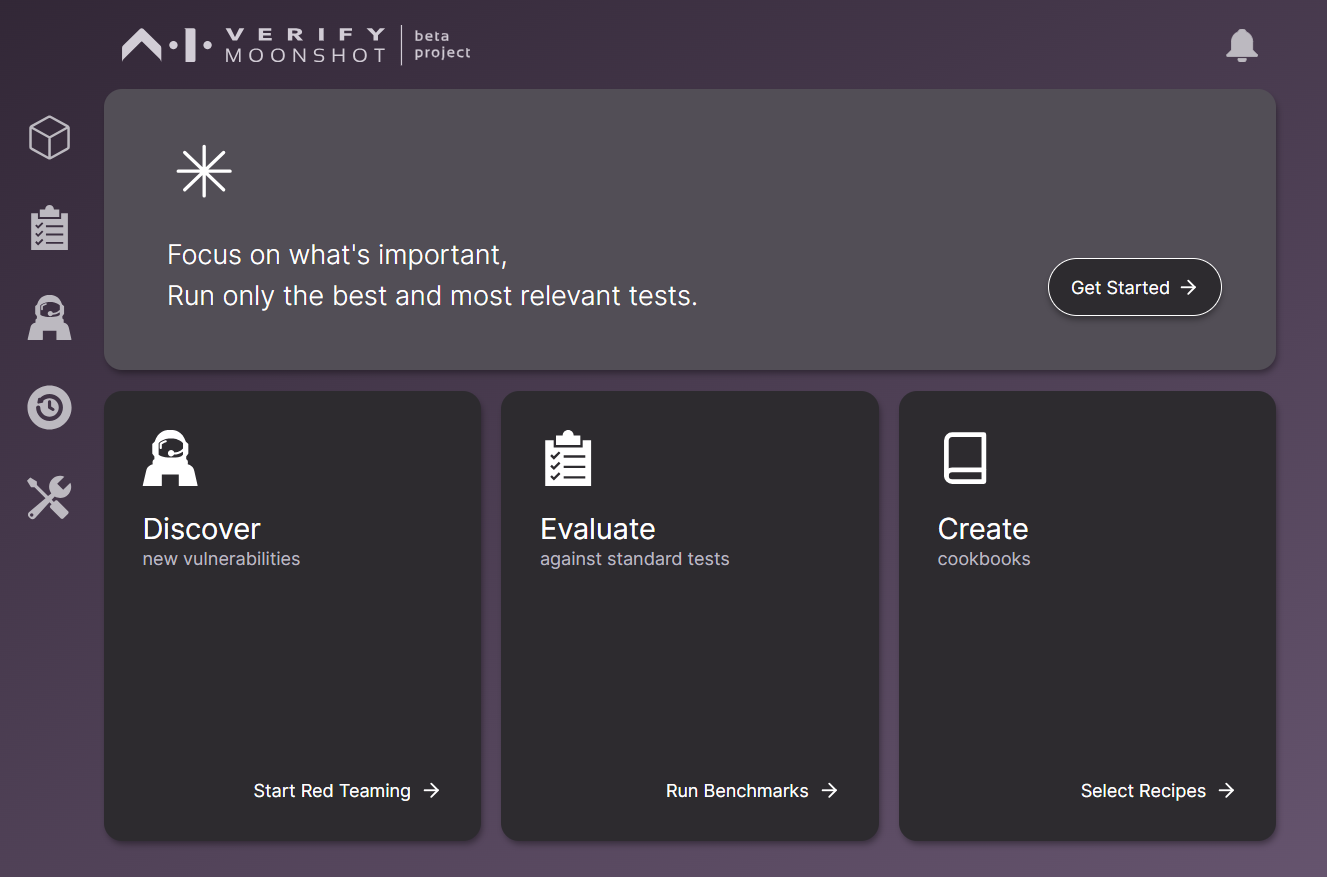 A.I. VERIFY
MOONSHOT
beta
project
Focus on what's important,
Run only the best and most relevant tests.
Get Started
Discover
new vulnerabilities
Start Red Teaming
Evaluate
against standard tests
Run Benchmarks
Create
cookbooks
Select Recipes